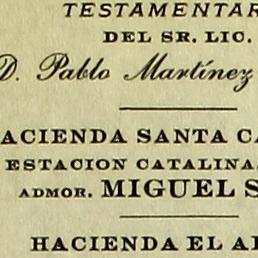 TESTAMENTAR
DEL SR. LIC.
D. Pablo Martínez
ACIENDA SANTA CA
ESTACION CATALINA.
ADMOR. MIGUEL S
HACIENDA EL A